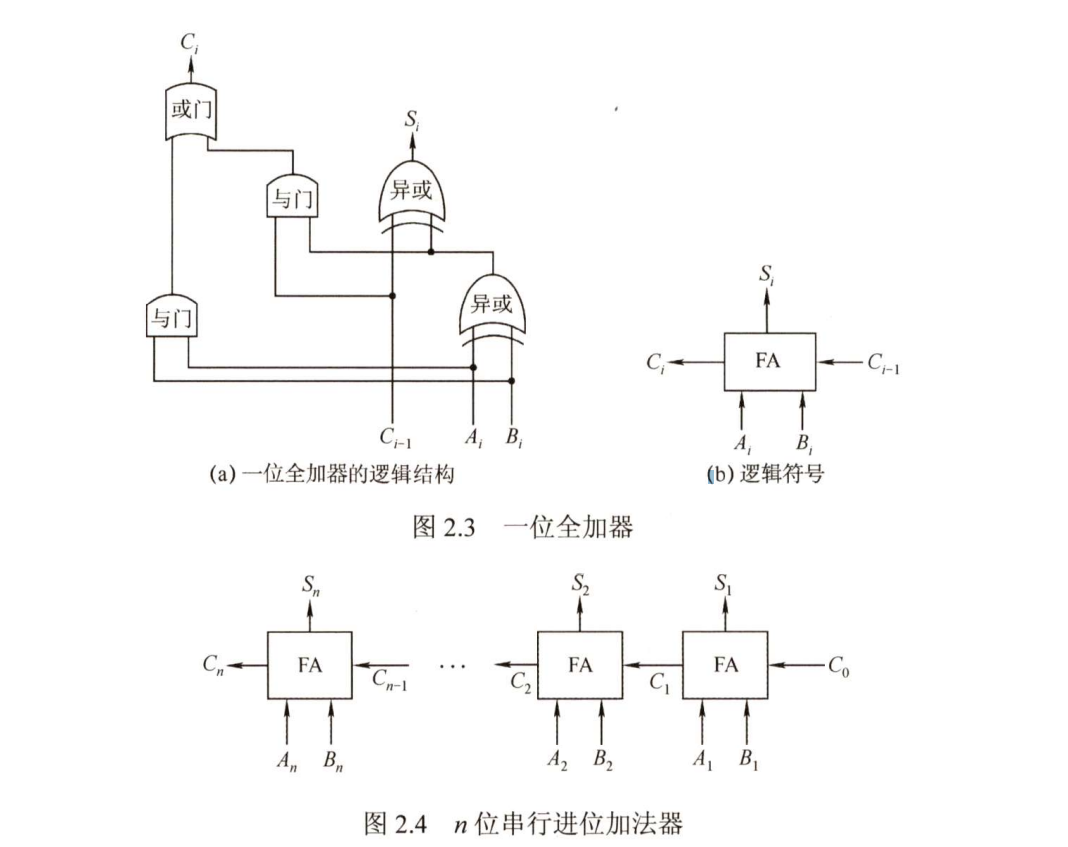 C_i
或门
S_i
与门
异或
异或
与门
C_{i-1} A_i B_i
(a) 一位全加器的逻辑结构
S_i
C_i FA C_{i-1}
A_i B_i
(b) 逻辑符号
图 2.3 一位全加器
S_n S_2 S_1
C_n FA C_{n-1} ··· C_2 FA C_1 FA C_0
A_n B_n A_2 B_2 A_1 B_1
图 2.4 n 位串行进位加法器